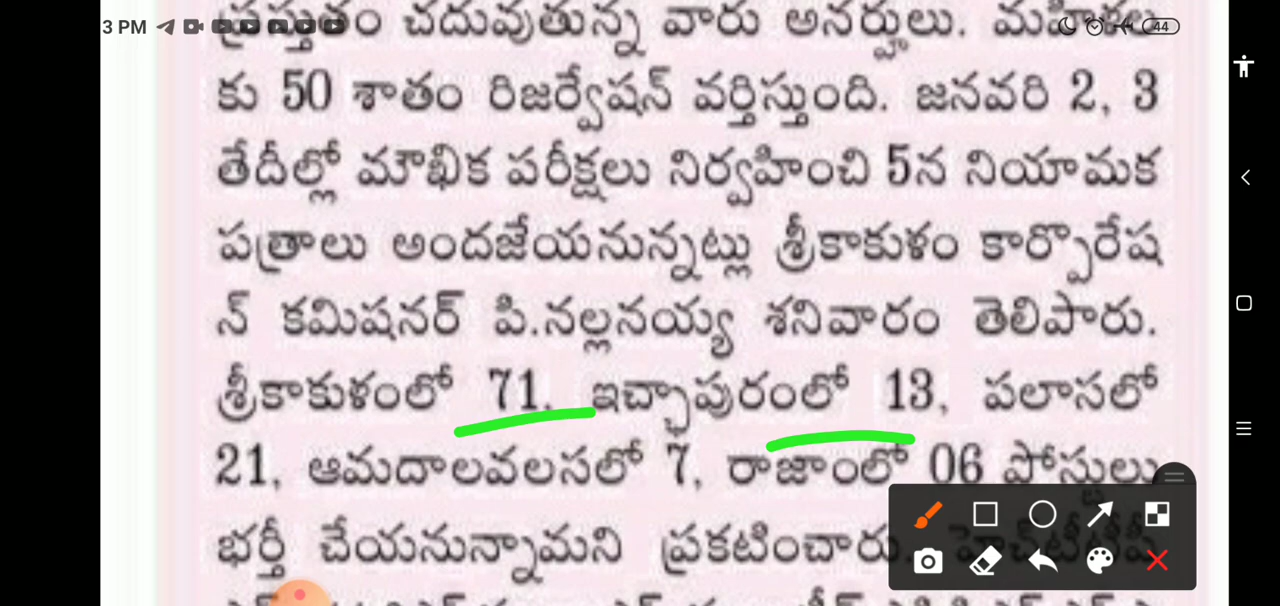 3 PM
44
ప్రస్తుతం చదువుతున్న వారు అనర్హులు. మహిళల
కు 50 శాతం రిజర్వేషన్ వర్తిస్తుంది. జనవరి 2, 3
తేదీల్లో మౌఖిక పరీక్షలు నిర్వహించి 5న నియామక
పత్రాలు అందజేయనున్నట్లు శ్రీకాకుళం కార్పొరేష
న్ కమిషనర్ పి.నల్లనయ్య శనివారం తెలిపారు.
శ్రీకాకుళంలో 71, ఇచ్ఛాపురంలో 13, పలాసలో
21, ఆమదాలవలసలో 7, రాజాంలో 06 పోస్టులు
భర్తీ చేయనున్నామని ప్రకటించారు.